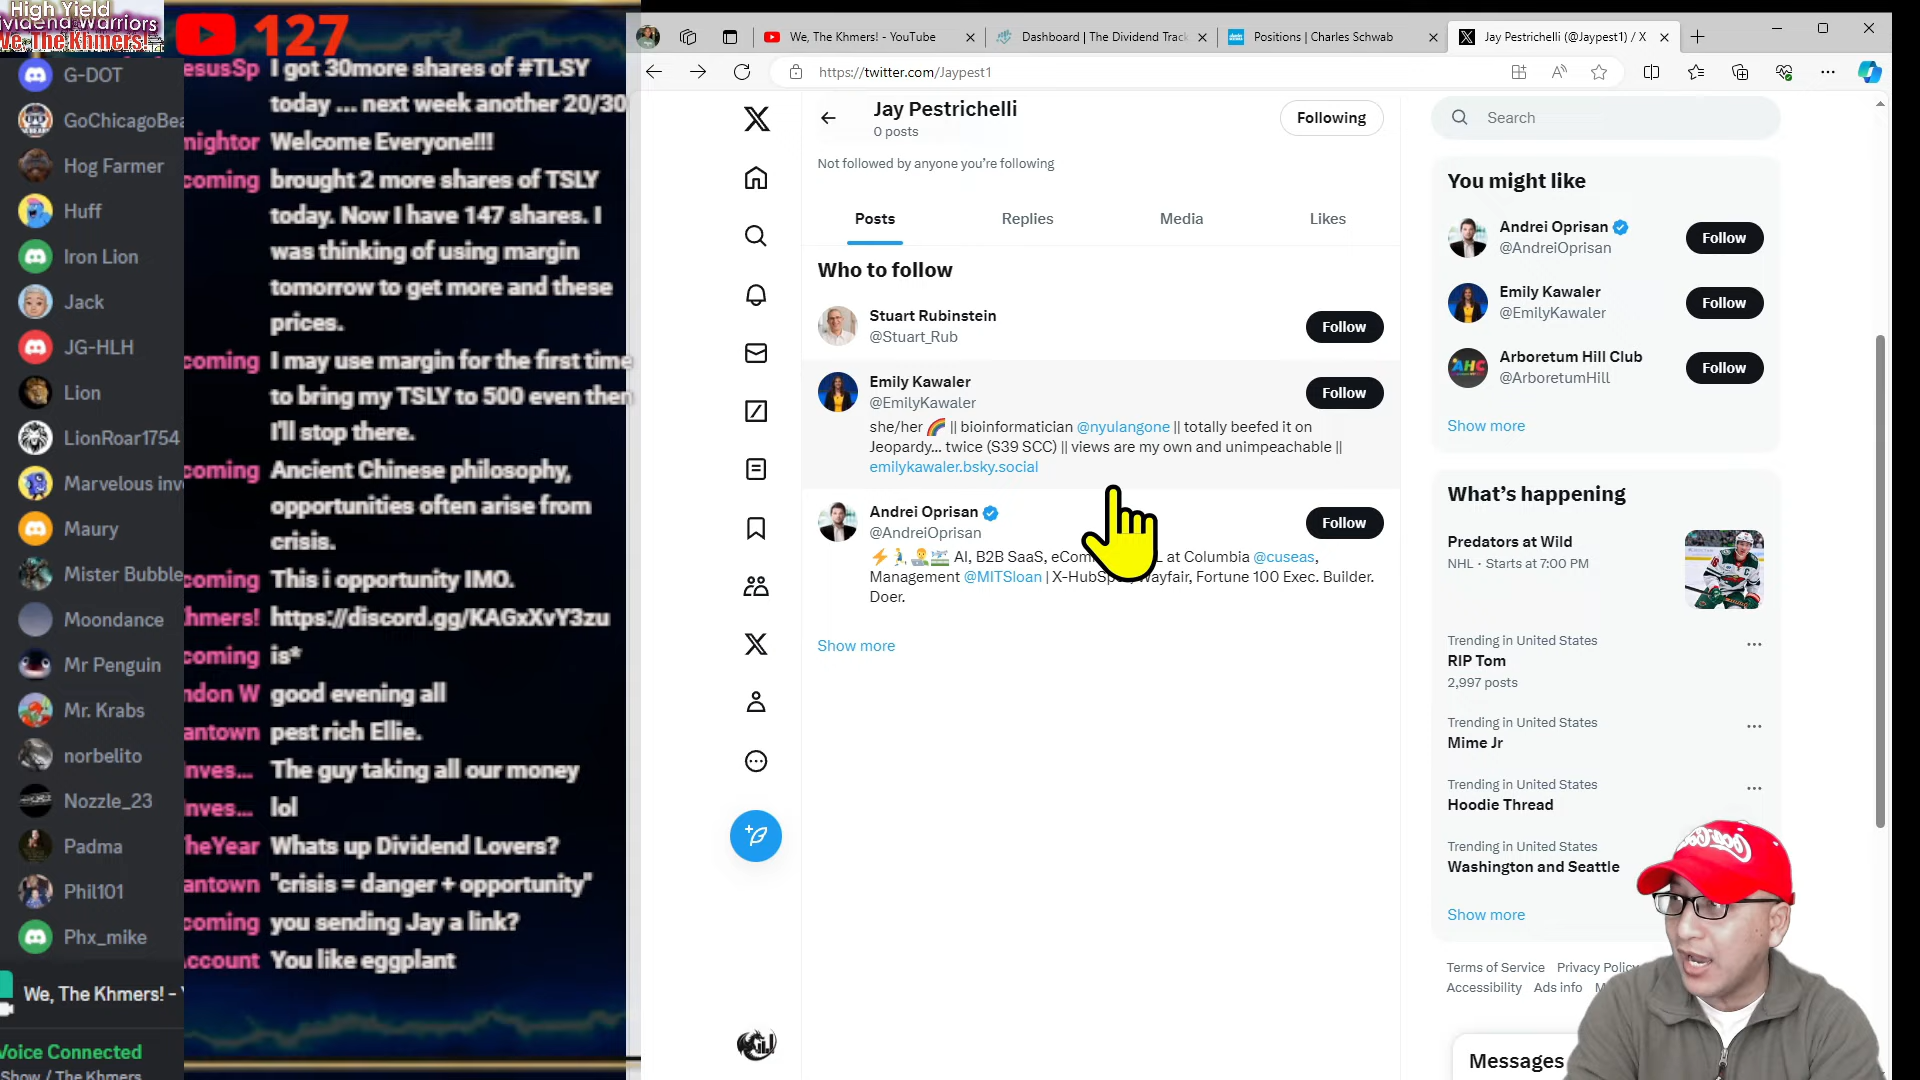 High Yield
Dividend Warriors
We, The Khmers!
127
G-DOT
GoChicagoBea
Hog Farmer
Huff
Iron Lion
Jack
JG-HLH
Lion
LionRoar1754
Marvelous inv
Maury
Mister Bubble
Moondance
Mr Penguin
Mr. Krabs
norbelito
Nozzle_23
Padma
Phil101
Phx_mike
We, The Khmers! -
Voice Connected
Show / The Khmers
esusSp I got 30more shares of #TLSY
today ... next week another 20/30
nightor Welcome Everyone!!!
coming brought 2 more shares of TSLY
today. Now I have 147 shares. I
was thinking of using margin
tomorrow to get more and these
prices.
coming I may use margin for the first time
to bring my TSLY to 500 even then
I'll stop there.
coming Ancient Chinese philosophy,
opportunities often arise from
crisis.
coming This i opportunity IMO.
hmers! https://discord.gg/KAGxXvY3zu
coming is*
ndon W good evening all
antown pest rich Ellie.
nves... The guy taking all our money
nves... lol
heYear Whats up Dividend Lovers?
antown "crisis = danger + opportunity"
coming you sending Jay a link?
Account You like eggplant
We, The Khmers! - YouTube
Dashboard | The Dividend Track
Positions | Charles Schwab
Jay Pestrichelli (@Jaypest1) / X
https://twitter.com/Jaypest1
Jay Pestrichelli
0 posts
Following
Not followed by anyone you're following
Posts Replies Media Likes
Who to follow
Stuart Rubinstein
@Stuart_Rub
Follow
Emily Kawaler
@EmilyKawaler
Follow
she/her 🌈 || bioinformatician @nyulangone || totally beefed it on
Jeopardy... twice (S39 SCC) || views are my own and unimpeachable ||
emilykawaler.bsky.social
Andrei Oprisan
@AndreiOprisan
Follow
AI, B2B SaaS, eCom at Columbia @cuseas,
Management @MITSloan | X-HubSp Wayfair, Fortune 100 Exec. Builder.
Doer.
Show more
Search
You might like
Andrei Oprisan
@AndreiOprisan
Follow
Emily Kawaler
@EmilyKawaler
Follow
Arboretum Hill Club
@ArboretumHill
Follow
AHC
Show more
What's happening
Predators at Wild
NHL · Starts at 7:00 PM
Trending in United States
RIP Tom
2,997 posts
Trending in United States
Mime Jr
Trending in United States
Hoodie Thread
Trending in United States
Washington and Seattle
Show more
Terms of Service Privacy Policy
Accessibility Ads info
Messages